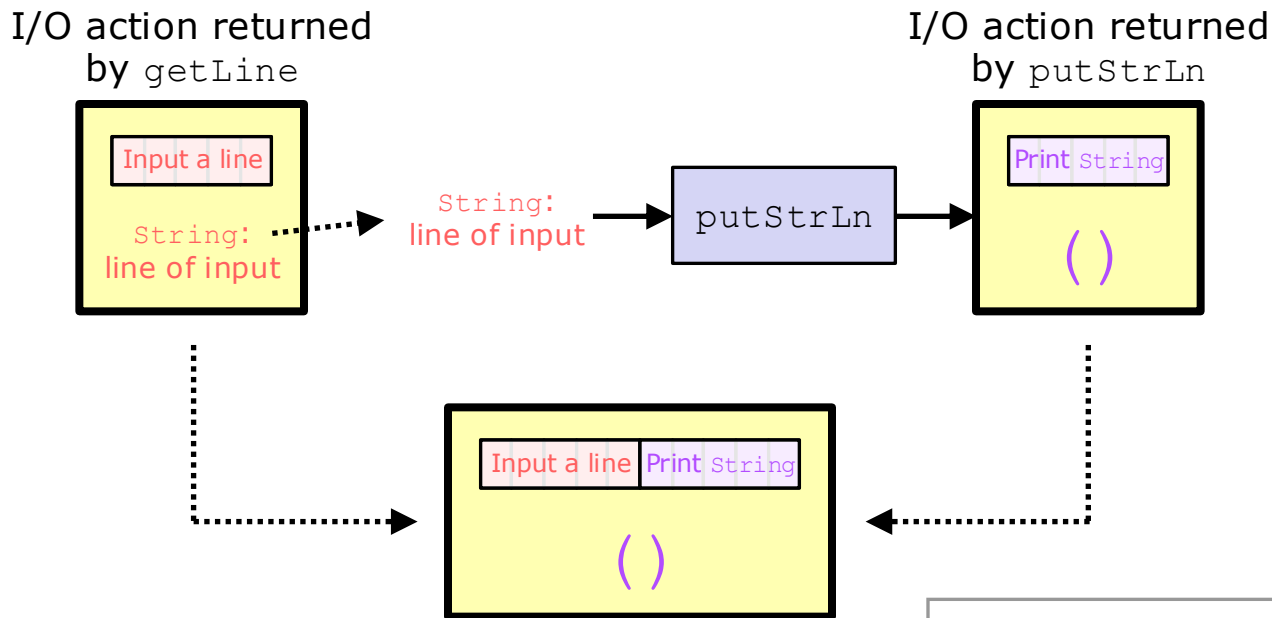 I/O action returned
by getLine
I/O action returned
by putStrLn
Input a line
String:
line of input
String:
line of input
putStrLn
Print String
()
Input a line Print String
()